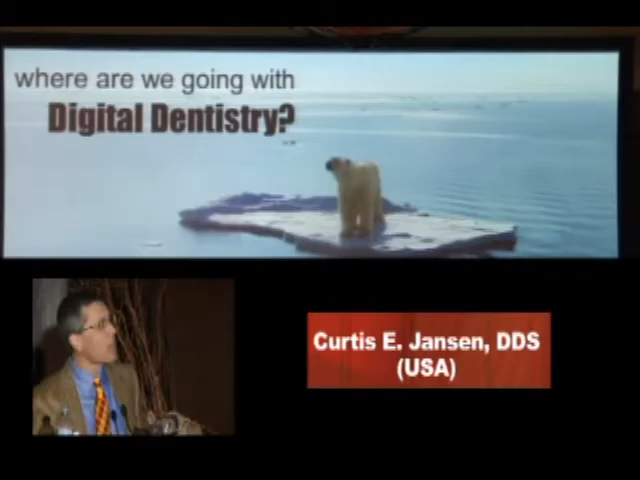 where are we going with
Digital Dentistry?
Curtis E. Jansen, DDS
(USA)